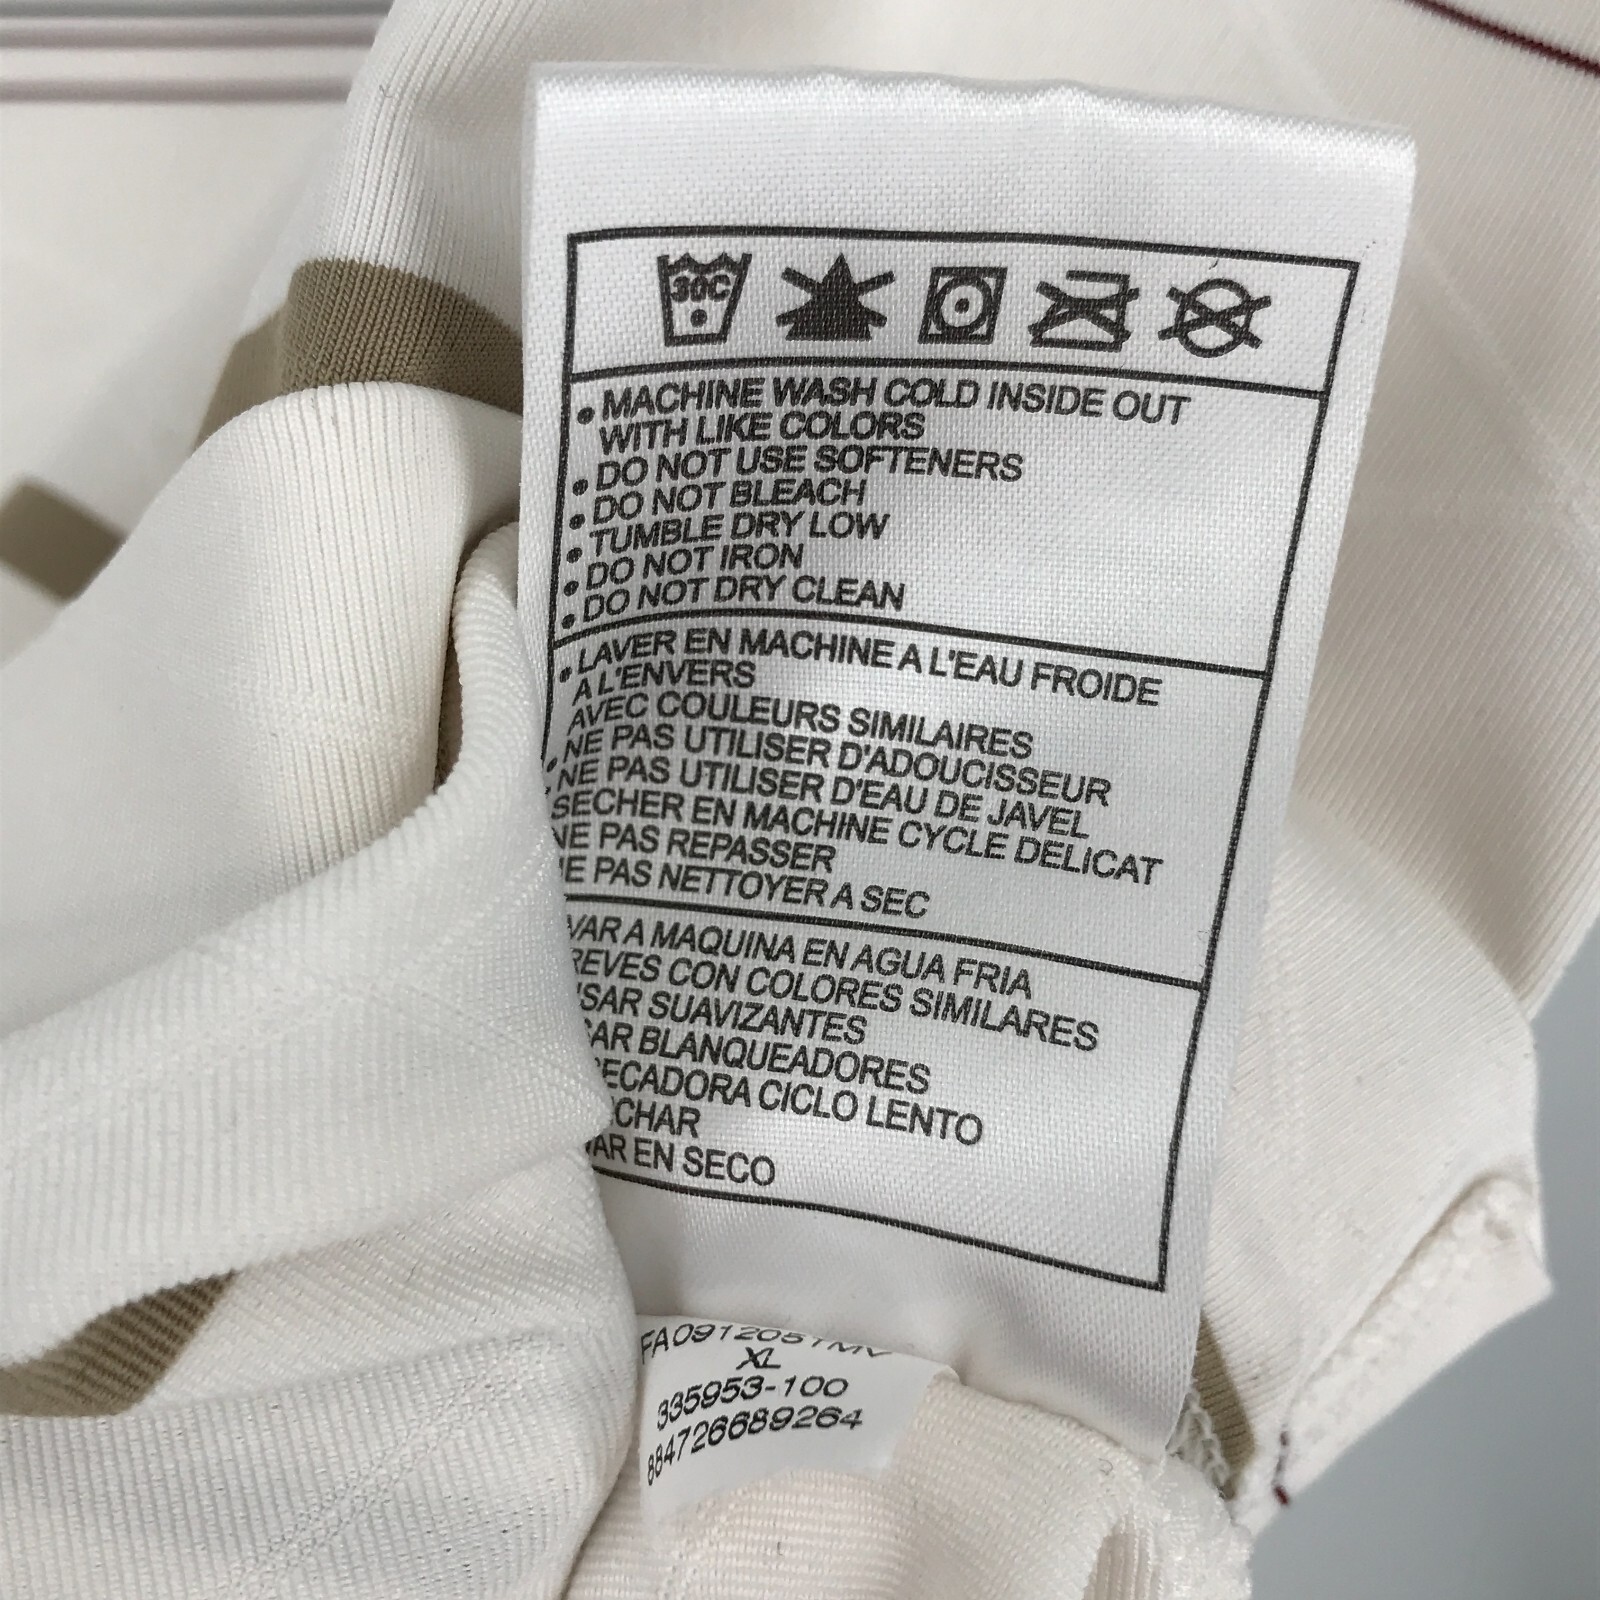 30C
• MACHINE WASH COLD INSIDE OUT
WITH LIKE COLORS
• DO NOT USE SOFTENERS
• DO NOT BLEACH
• TUMBLE DRY LOW
• DO NOT IRON
• DO NOT DRY CLEAN
• LAVER EN MACHINE A L'EAU FROIDE
A L'ENVERS
AVEC COULEURS SIMILAIRES
• NE PAS UTILISER D'ADOUCISSEUR
• NE PAS UTILISER D'EAU DE JAVEL
SECHER EN MACHINE CYCLE DELICAT
NE PAS REPASSER
NE PAS NETTOYER A SEC
VAR A MAQUINA EN AGUA FRIA
REVES CON COLORES SIMILARES
SAR SUAVIZANTES
AR BLANQUEADORES
ECADORA CICLO LENTO
CHAR
AR EN SECO
XL
335953-100
884726689264